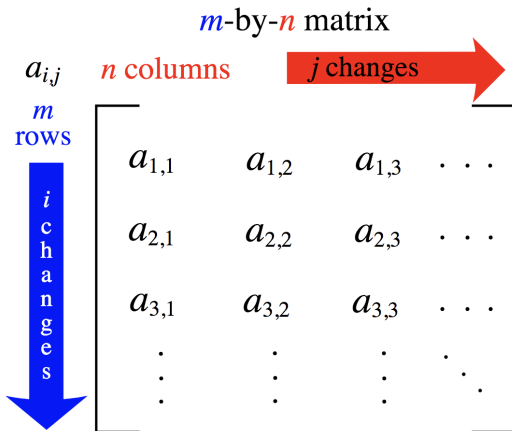 m-by-n matrix
a_{i,j} n columns j changes
m
rows
i changes
a_{1,1} a_{1,2} a_{1,3} . . .
a_{2,1} a_{2,2} a_{2,3} . . .
a_{3,1} a_{3,2} a_{3,3} . . .